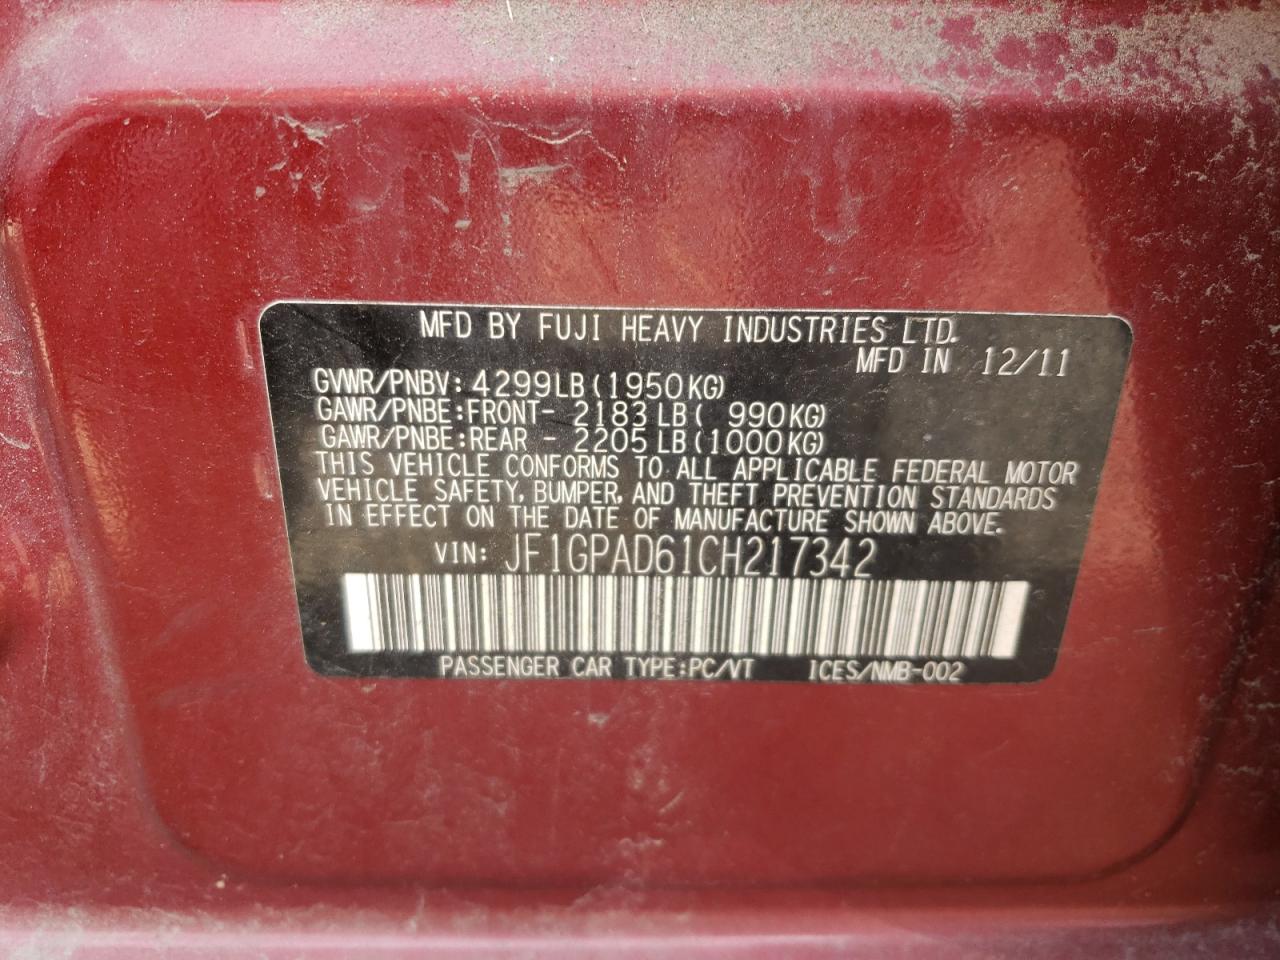 MFD BY FUJI HEAVY INDUSTRIES LTD.
MFD IN 12/11
GVWR/PNBV: 4299LB(1950KG)
GAWR/PNBE:FRONT- 2183LB( 990KG)
GAWR/PNBE:REAR - 2205LB(1000KG)
THIS VEHICLE CONFORMS TO ALL APPLICABLE FEDERAL MOTOR
VEHICLE SAFETY, BUMPER, AND THEFT PREVENTION STANDARDS
IN EFFECT ON THE DATE OF MANUFACTURE SHOWN ABOVE.
VIN: JF1GPAD61CH217342
PASSENGER CAR TYPE:PC/VT ICES/NMB-002